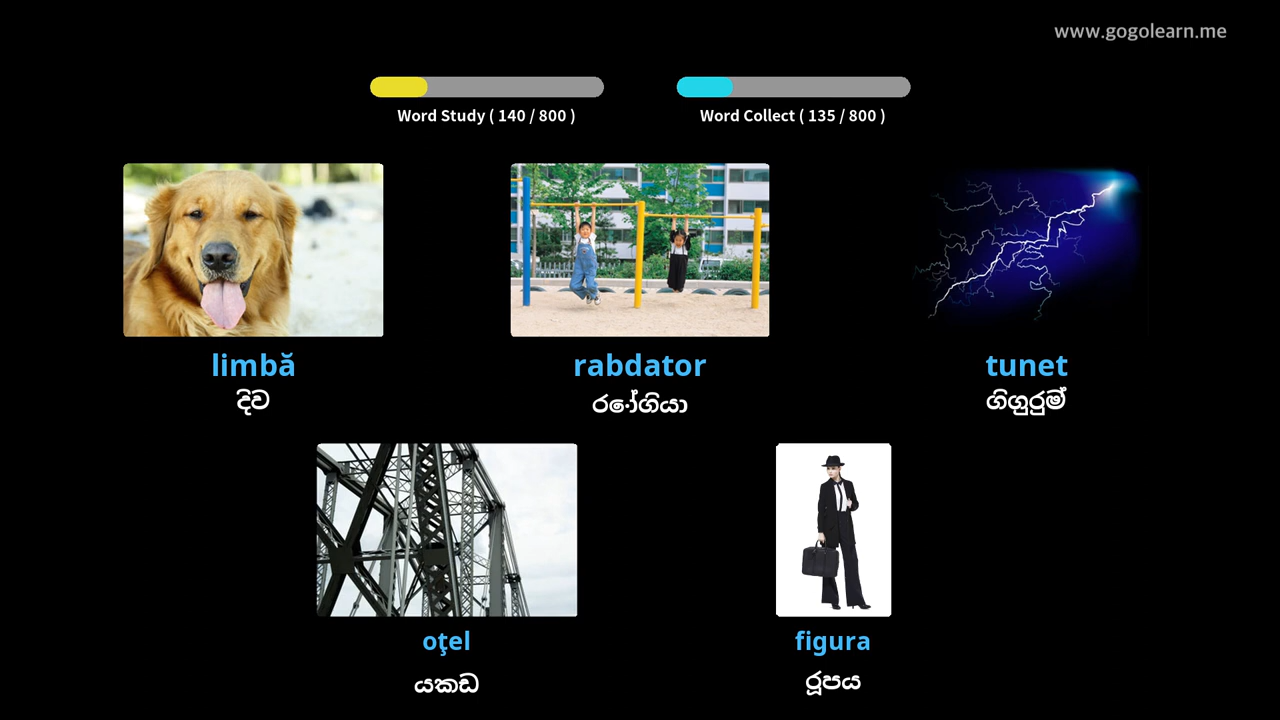 www.gogolearn.me
Word Study ( 140 / 800 )
Word Collect ( 135 / 800 )
limbă
දිව
rabdator
රෝගියා
tunet
ගිගුරුම්
oţel
යකඩ
figura
රූපය